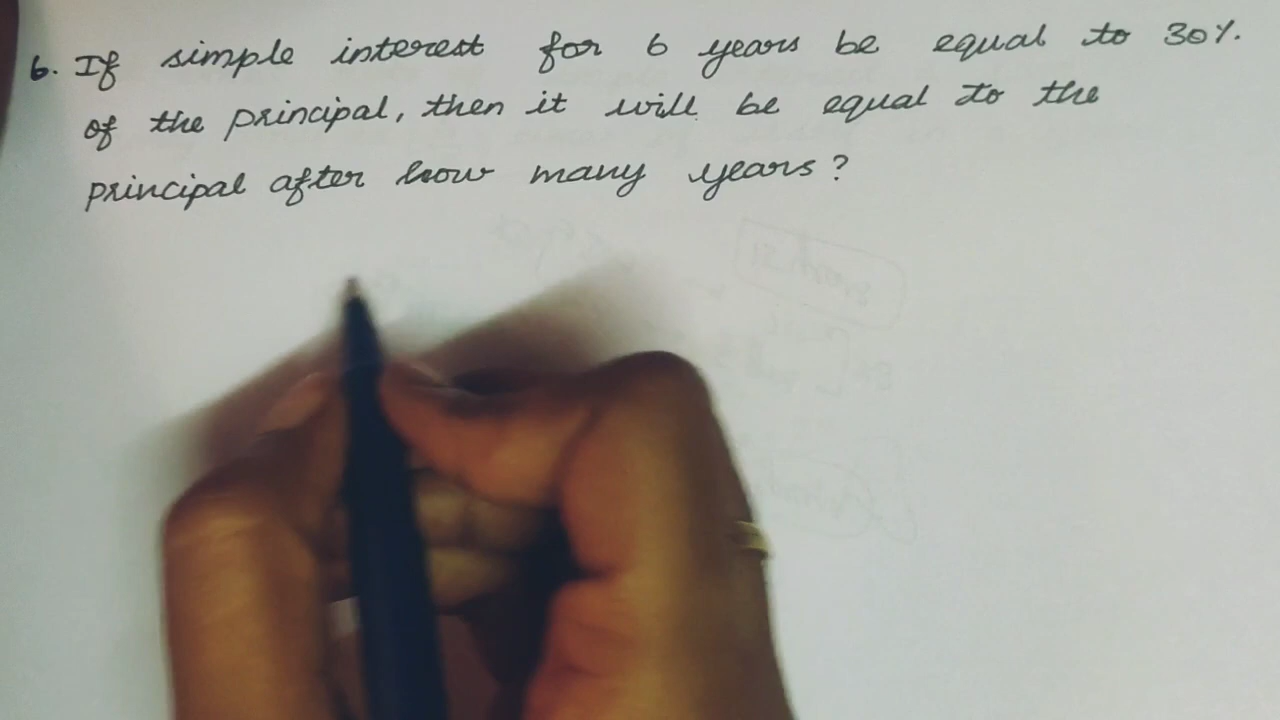 6. If simple interest for 6 years be equal to 30%.
of the principal, then it will be equal to the
principal after how many years?